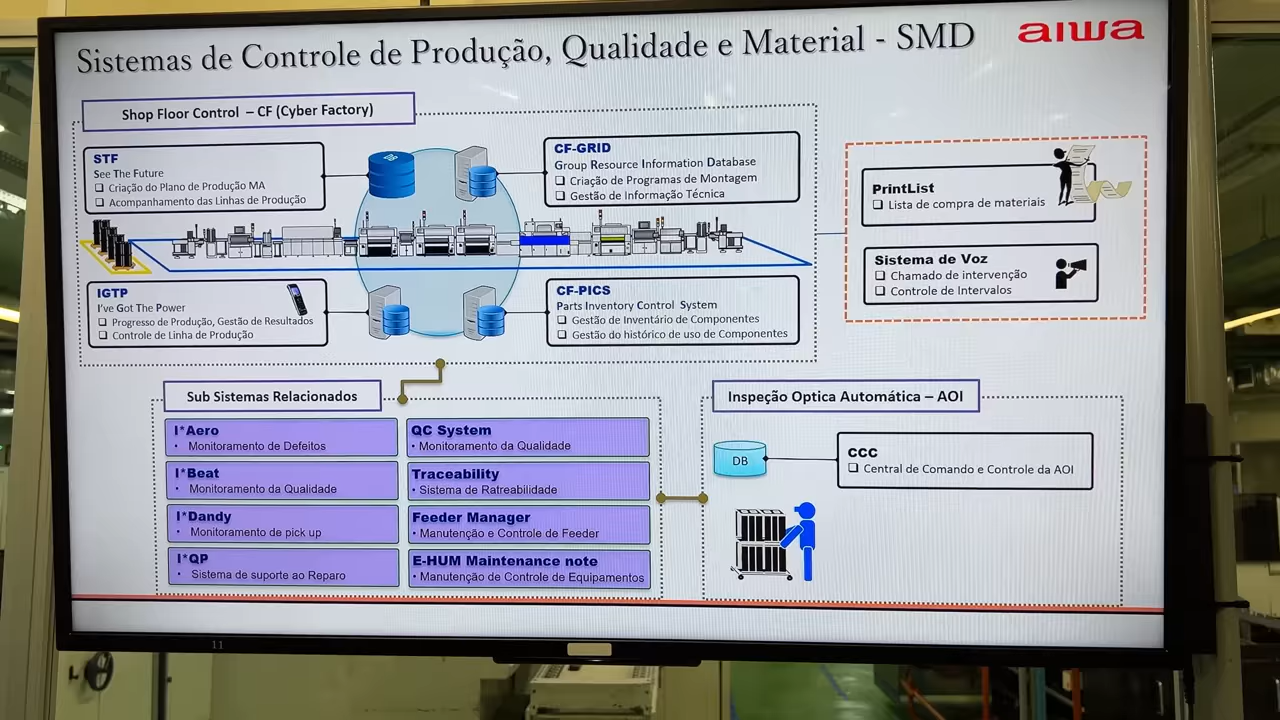 Sistemas de Controle de Produção, Qualidade e Material - SMD
aiwa
Shop Floor Control – CF (Cyber Factory)
STF
See The Future
❑ Criação do Plano de Produção MA
❑ Acompanhamento das Linhas de Produção
CF-GRID
Group Resource Information Database
❑ Criação de Programas de Montagem
❑ Gestão de Informação Técnica
IGTP
I've Got The Power
❑ Progresso de Produção, Gestão de Resultados
❑ Controle de Linha de Produção
CF-PICS
Parts Inventory Control System
❑ Gestão de Inventário de Componentes
❑ Gestão do histórico de uso de Componentes
PrintList
❑ Lista de compra de materiais
Sistema de Voz
❑ Chamado de intervenção
❑ Controle de Intervalos
Sub Sistemas Relacionados
I*Aero
• Monitoramento de Defeitos
I*Beat
• Monitoramento da Qualidade
I*Dandy
• Monitoramento de pick up
I*QP
• Sistema de suporte ao Reparo
QC System
• Monitoramento da Qualidade
Traceability
• Sistema de Ratreabilidade
Feeder Manager
• Manutenção e Controle de Feeder
E-HUM Maintenance note
• Manutenção de Controle de Equipamentos
Inspeção Optica Automática – AOI
DB
CCC
❑ Central de Comando e Controle da AOI
11